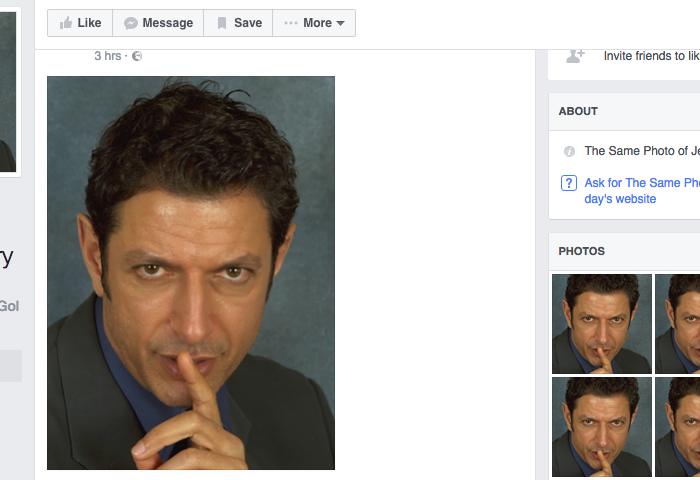 Like Message Save More
3 hrs
Invite friends to lik
ABOUT
The Same Photo of Je
Ask for The Same Pho
day's website
ry
PHOTOS
Gol